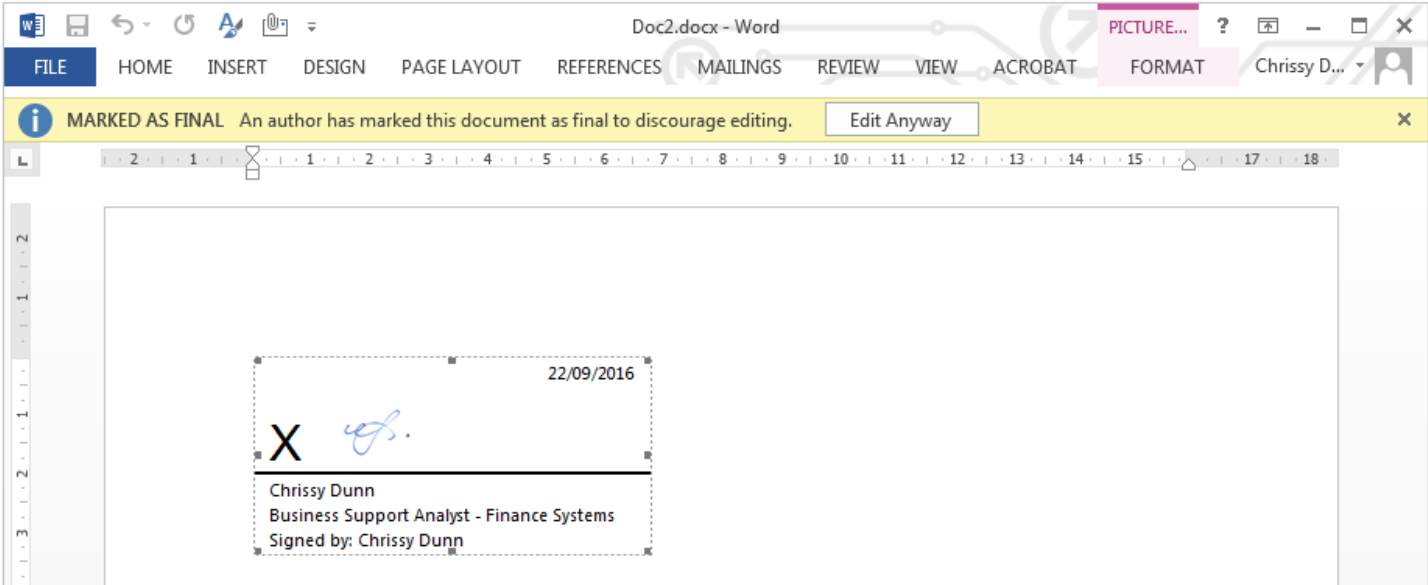 Doc2.docx - Word
PICTURE... ?
FILE HOME INSERT DESIGN PAGE LAYOUT REFERENCES MAILINGS REVIEW VIEW ACROBAT FORMAT Chrissy D...
MARKED AS FINAL An author has marked this document as final to discourage editing. Edit Anyway
2 1 1 2 3 4 5 6 7 8 9 10 11 12 13 14 15 17 18
2
1
1
2
3
22/09/2016
X
Chrissy Dunn
Business Support Analyst - Finance Systems
Signed by: Chrissy Dunn